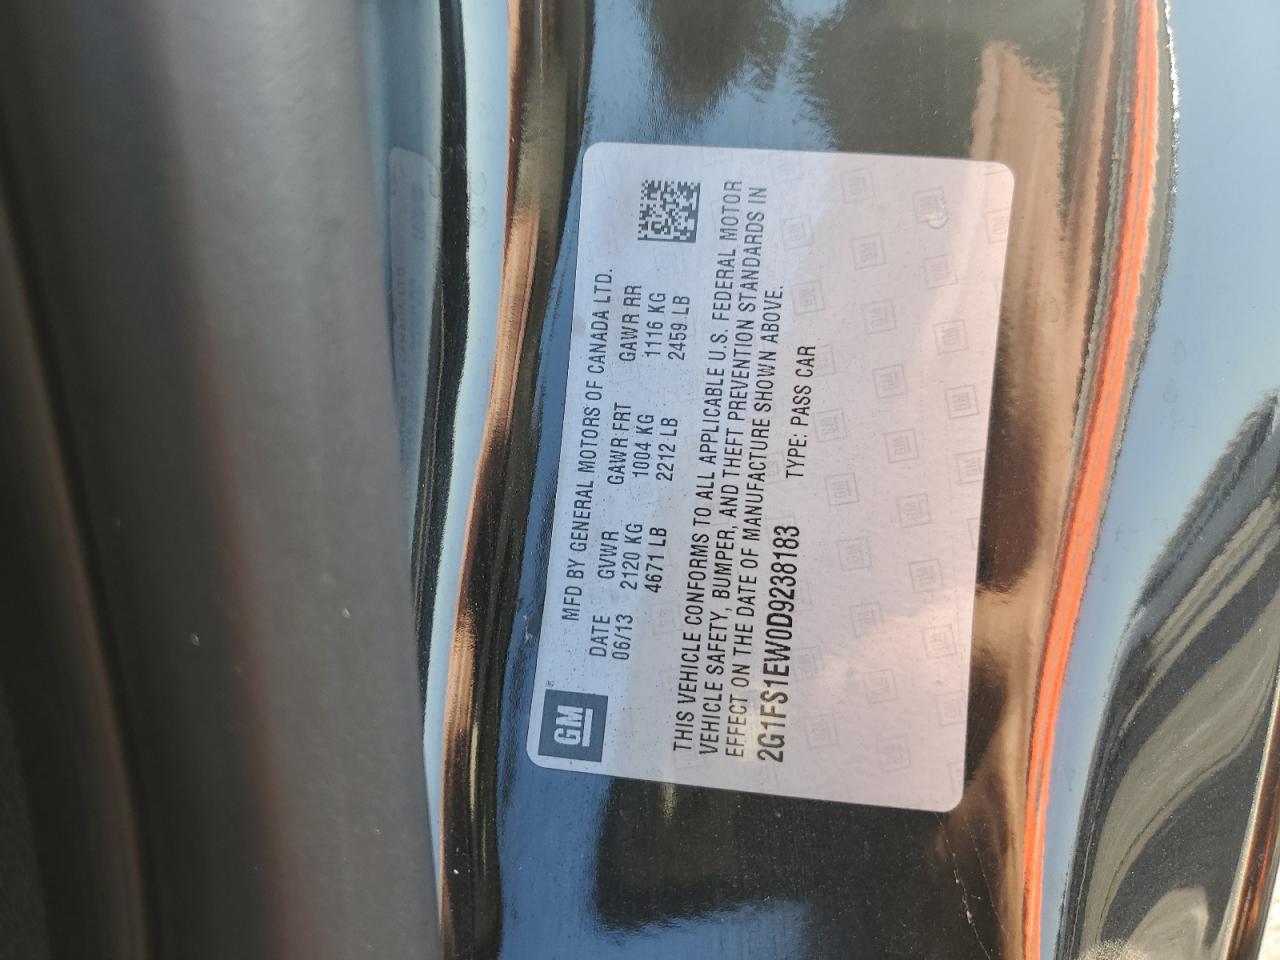 GM
MFD BY GENERAL MOTORS OF CANADA LTD.
DATE GVWR GAWR FRT GAWR RR
06/13 2120 KG 1004 KG 1116 KG
4671 LB 2212 LB 2459 LB
THIS VEHICLE CONFORMS TO ALL APPLICABLE U.S. FEDERAL MOTOR
VEHICLE SAFETY, BUMPER, AND THEFT PREVENTION STANDARDS IN
EFFECT ON THE DATE OF MANUFACTURE SHOWN ABOVE.
2G1FS1EW0D9238183 TYPE: PASS CAR